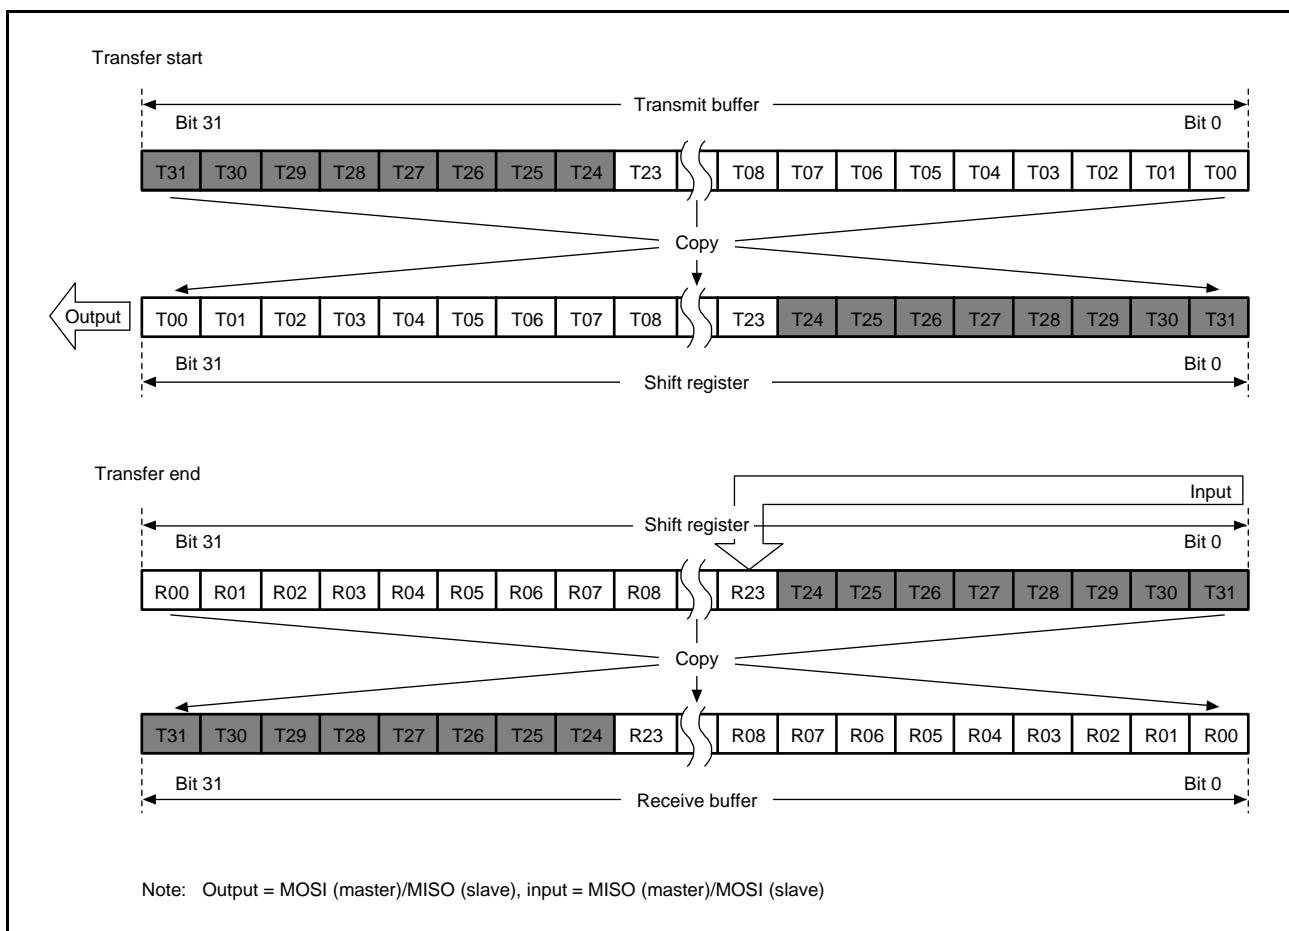 Transfer start
Transmit buffer
Bit 31 Bit 0
T31 T30 T29 T28 T27 T26 T25 T24 T23 T08 T07 T06 T05 T04 T03 T02 T01 T00
Copy
Output T00 T01 T02 T03 T04 T05 T06 T07 T08 T23 T24 T25 T26 T27 T28 T29 T30 T31
Bit 31 Bit 0
Shift register
Transfer end
Input
Shift register
Bit 31 Bit 0
R00 R01 R02 R03 R04 R05 R06 R07 R08 R23 T24 T25 T26 T27 T28 T29 T30 T31
Copy
T31 T30 T29 T28 T27 T26 T25 T24 R23 R08 R07 R06 R05 R04 R03 R02 R01 R00
Bit 31 Bit 0
Receive buffer
Note: Output = MOSI (master)/MISO (slave), input = MISO (master)/MOSI (slave)